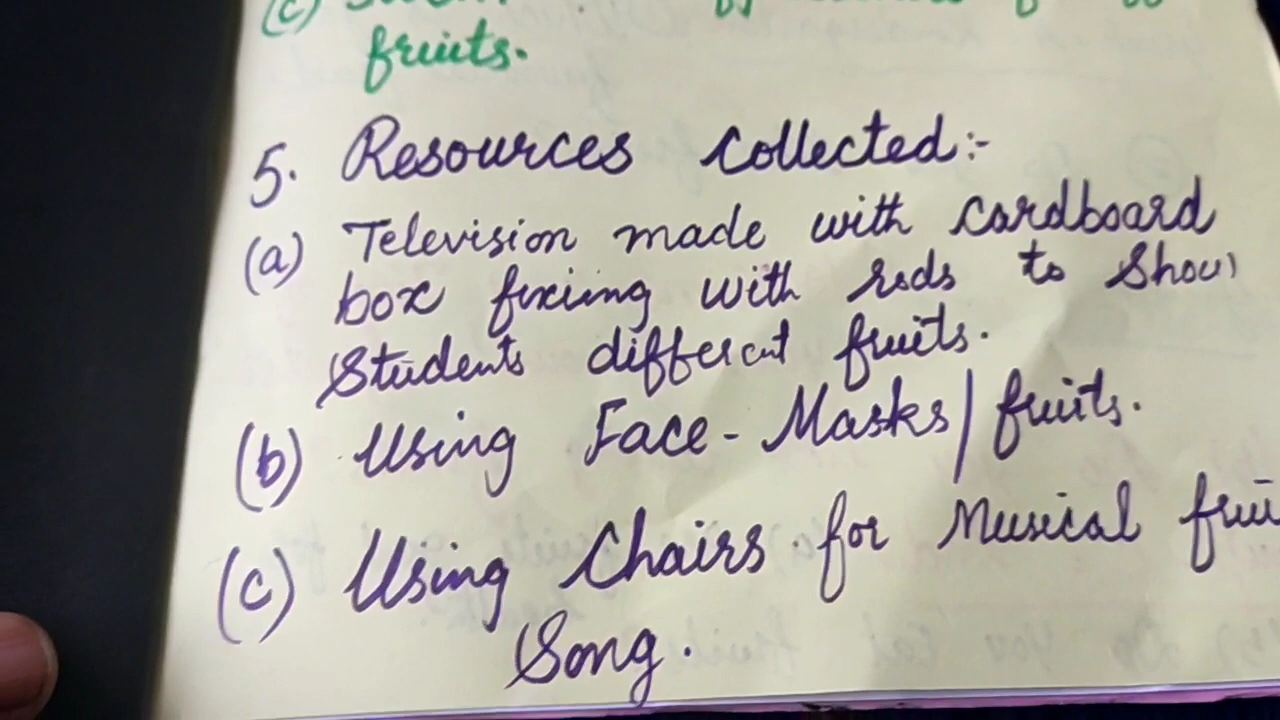 (c)
fruits.
5. Resources collected:-
(a) Television made with cardboard
box fixing with rods to show
students different fruits.
(b) Using Face-Masks/fruits.
(c) Using Chairs for Musical
Song.